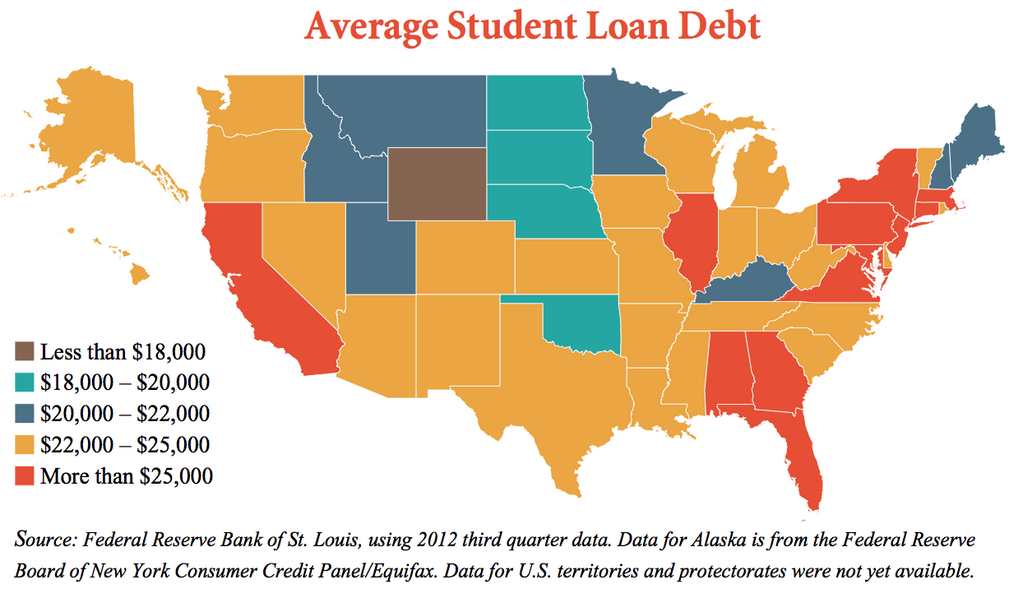 Average Student Loan Debt
Less than $18,000
$18,000 – $20,000
$20,000 – $22,000
$22,000 – $25,000
More than $25,000
Source: Federal Reserve Bank of St. Louis, using 2012 third quarter data. Data for Alaska is from the Federal Reserve
Board of New York Consumer Credit Panel/Equifax. Data for U.S. territories and protectorates were not yet available.